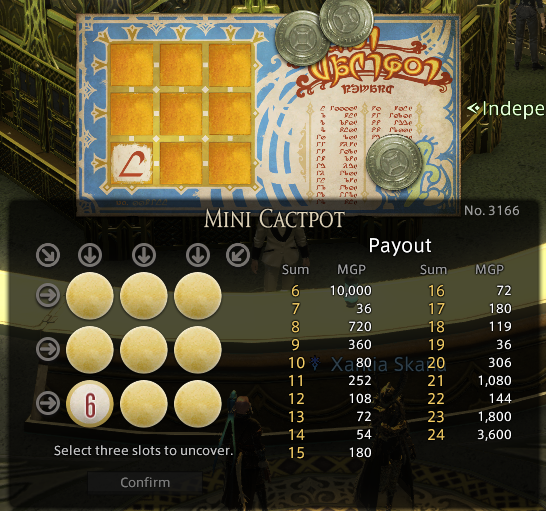 Indepe
MINI CACTPOT
No. 3166
Payout
Sum MGP Sum MGP
6 10,000 16 72
7 36 17 180
8 720 18 119
9 360 19 36
10 80 20 306
11 252 21 1,080
12 108 22 144
13 72 23 1,800
14 54 24 3,600
15 180
6
Select three slots to uncover.
Confirm